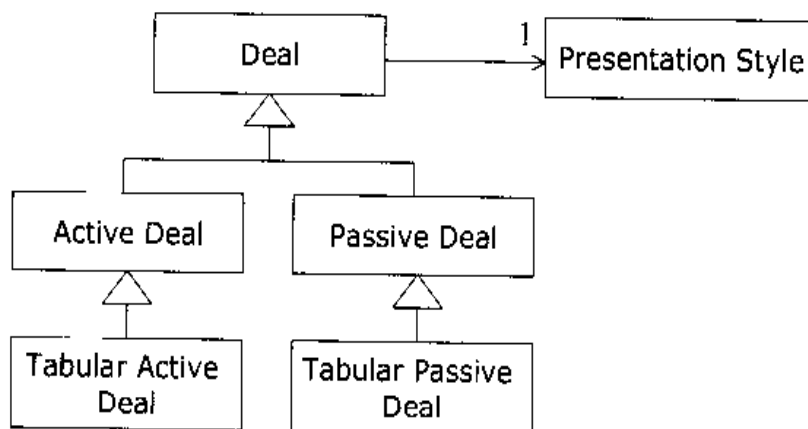 Deal
1
Presentation Style
Active Deal
Passive Deal
Tabular Active
Deal
Tabular Passive
Deal